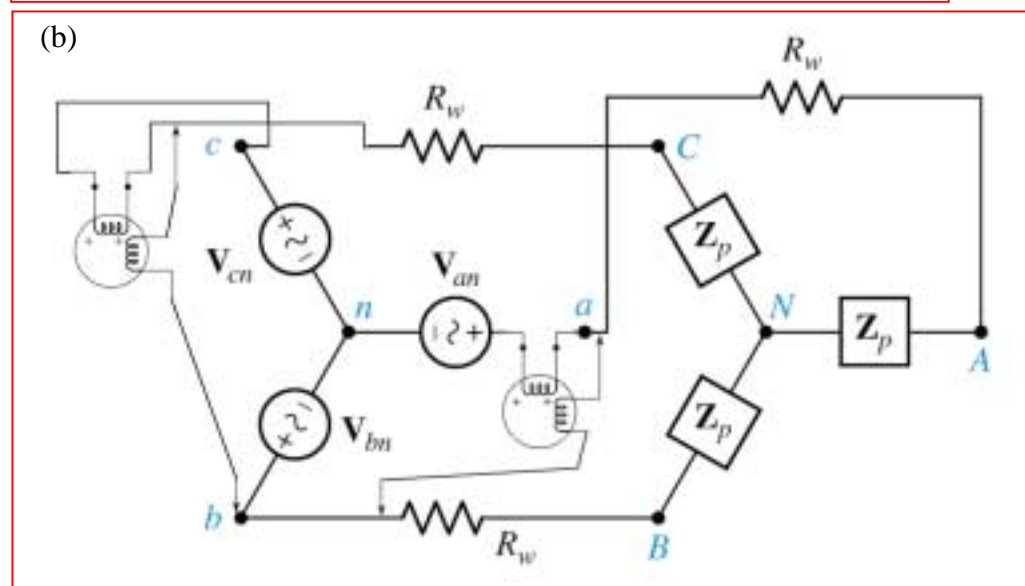 (b)
R_w
R_w
c
C
+
+ +
Z_p
V_cn
V_an
n
a
N
+
Z_p
A
+ +
Z_p
V_bn
+
b
B
R_w